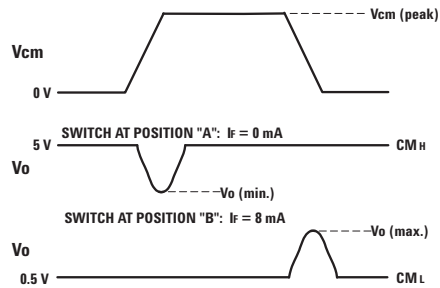 Vcm (peak)
Vcm
0 V
SWITCH AT POSITION "A": IF = 0 mA
5 V
CMH
Vo
Vo (min.)
SWITCH AT POSITION "B": IF = 8 mA
Vo
Vo (max.)
0.5 V
CML